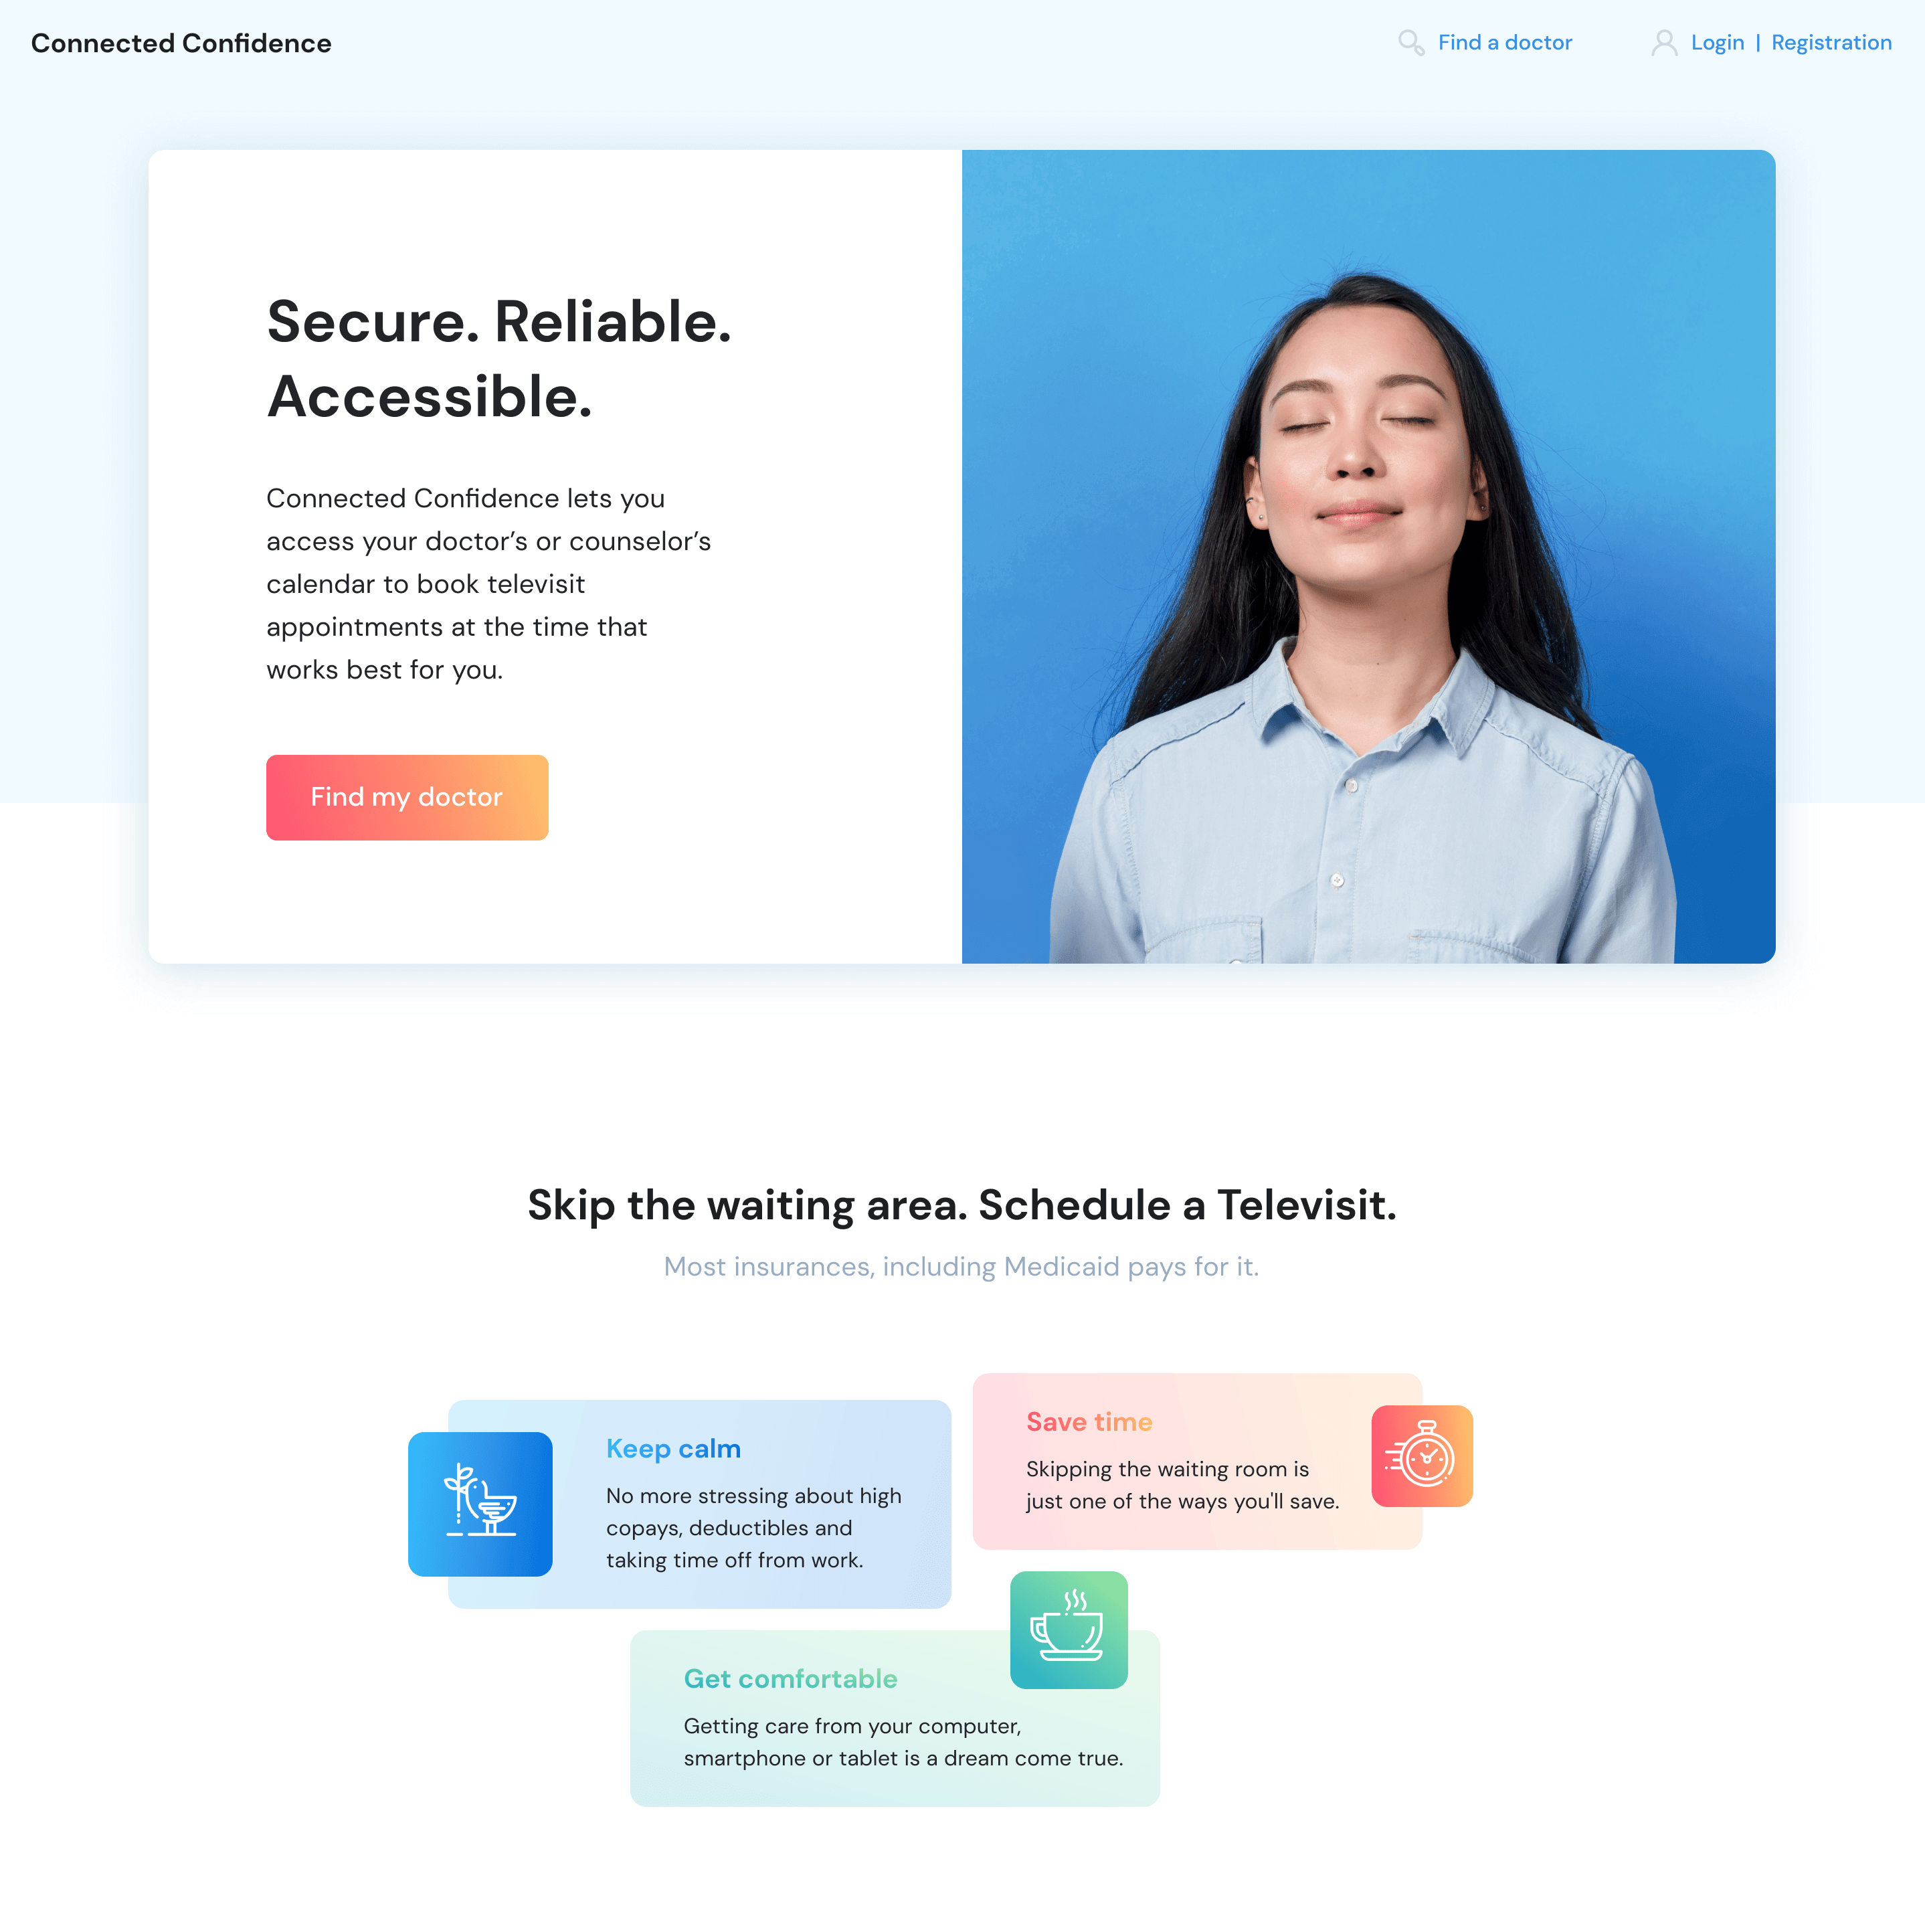 Connected Confidence
Find a doctor
Login | Registration
Secure. Reliable.
Accessible.
Connected Confidence lets you
access your doctor’s or counselor’s
calendar to book televisit
appointments at the time that
works best for you.
Find my doctor
Skip the waiting area. Schedule a Televisit.
Most insurances, including Medicaid pays for it.
Keep calm
No more stressing about high
copays, deductibles and
taking time off from work.
Save time
Skipping the waiting room is
just one of the ways you'll save.
Get comfortable
Getting care from your computer,
smartphone or tablet is a dream come true.